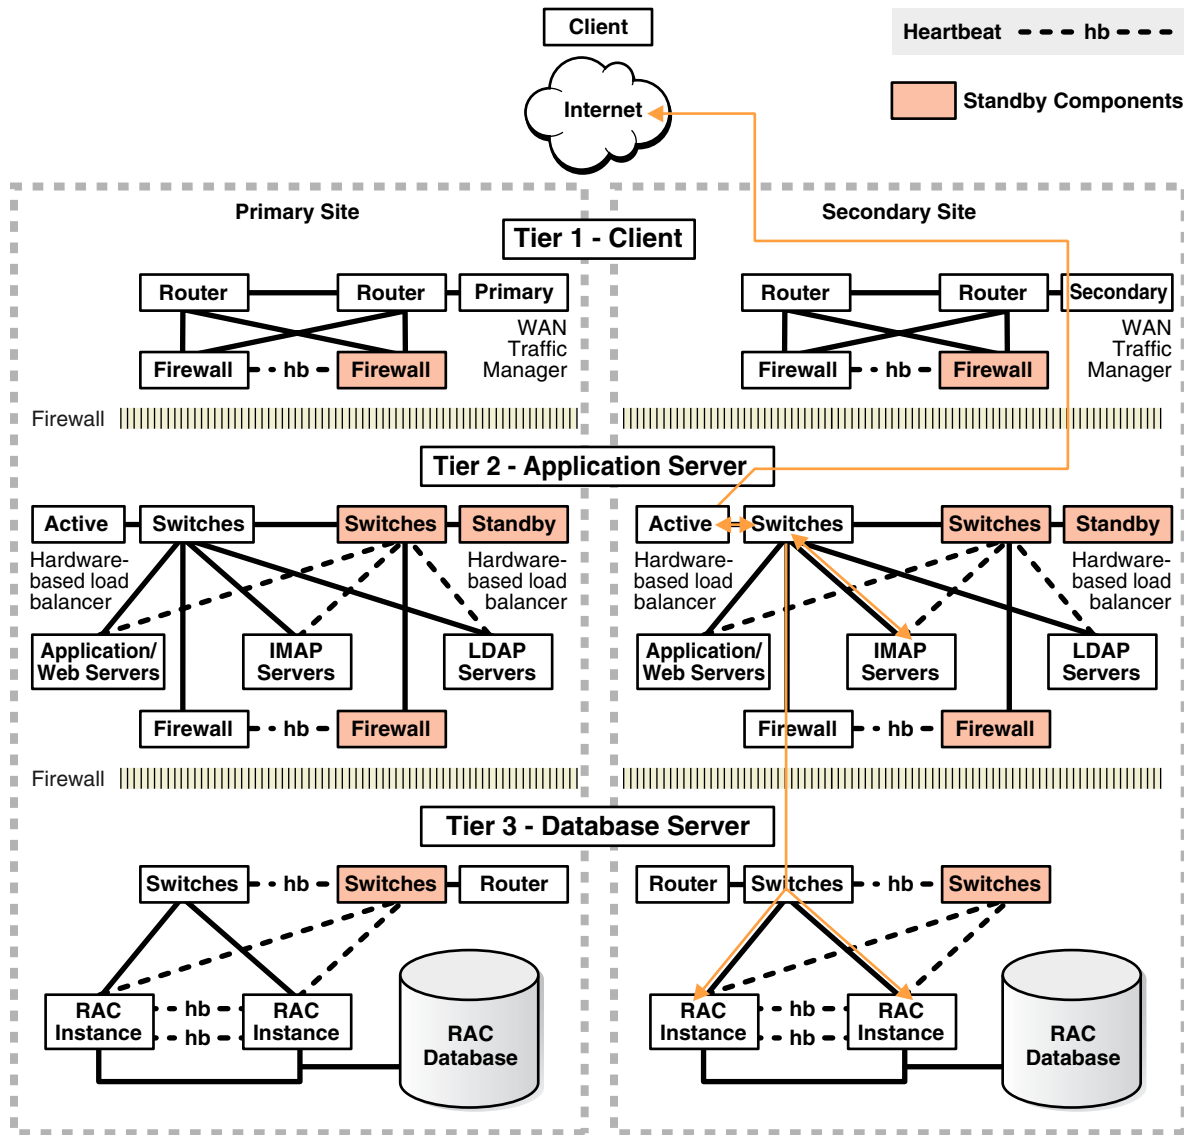 Client
Heartbeat hb
Internet
Standby Components
Primary Site
Secondary Site
Tier 1 - Client
Router
Router
Primary
Router
Router
Secondary
WAN
Traffic
Manager
WAN
Traffic
Manager
Firewall
hb
Firewall
Firewall
hb
Firewall
Firewall
Tier 2 - Application Server
Active
Switches
Switches
Standby
Active
Switches
Switches
Standby
Hardware-
based load
balancer
Hardware-
based load
balancer
Hardware-
based load
balancer
Hardware-
based load
balancer
Application/
Web Servers
IMAP
Servers
LDAP
Servers
Application/
Web Servers
IMAP
Servers
LDAP
Servers
Firewall
hb
Firewall
Firewall
hb
Firewall
Firewall
Tier 3 - Database Server
Switches
hb
Switches
Router
Router
Switches
hb
Switches
RAC
Instance
hb
hb
RAC
Instance
RAC
Database
RAC
Instance
hb
hb
RAC
Instance
RAC
Database